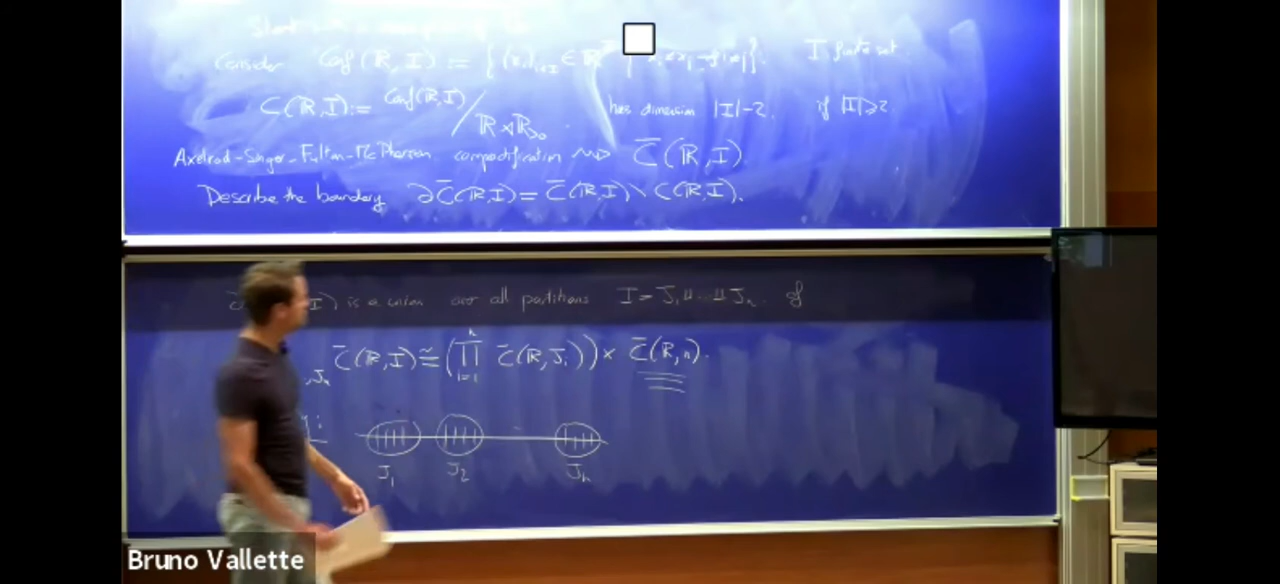 Consider Conf(ℝ, I) := {(x_i)_{i∈I} ∈ ℝ^I | x_i ≠ x_j if i≠j}. I finite set
C(ℝ,I) := Conf(ℝ,I) / ℝ⋊ℝ_{>0}. has dimension |I|-2. if |I|⩾2
Axelrod-Singer-Fulton-McPherson compactification ⇝ C̄(ℝ,I).
Describe the boundary ∂C̄(ℝ,I) = C̄(ℝ,I) \ C(ℝ,I).
I) is a union over all partitions I = J_1 ⊔...⊔ J_n. of
,J_n C̄(ℝ,I) ≅ (∏_{i=1}^{n} C̄(ℝ,J_i)) × C̄(ℝ,n).
J_1 J_2 J_n
Bruno Vallette